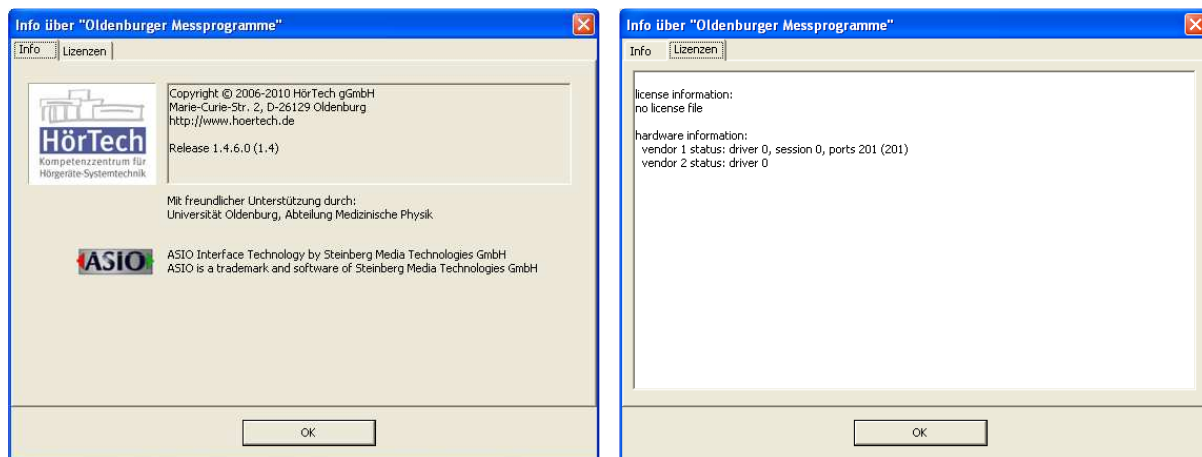 Info über "Oldenburger Messprogramme"
Info
Lizenzen
HörTech
Kompetenzzentrum für
Hörgeräte-Systemtechnik
Copyright © 2006-2010 HörTech gGmbH
Marie-Curie-Str. 2, D-26129 Oldenburg
http://www.hoertech.de
Release 1.4.6.0 (1.4)
Mit freundlicher Unterstützung durch:
Universität Oldenburg, Abteilung Medizinische Physik
ASIO
ASIO Interface Technology by Steinberg Media Technologies GmbH
ASIO is a trademark and software of Steinberg Media Technologies GmbH
OK
Info über "Oldenburger Messprogramme"
Info
Lizenzen
license information:
no license file
hardware information:
vendor 1 status: driver 0, session 0, ports 201 (201)
vendor 2 status: driver 0
OK